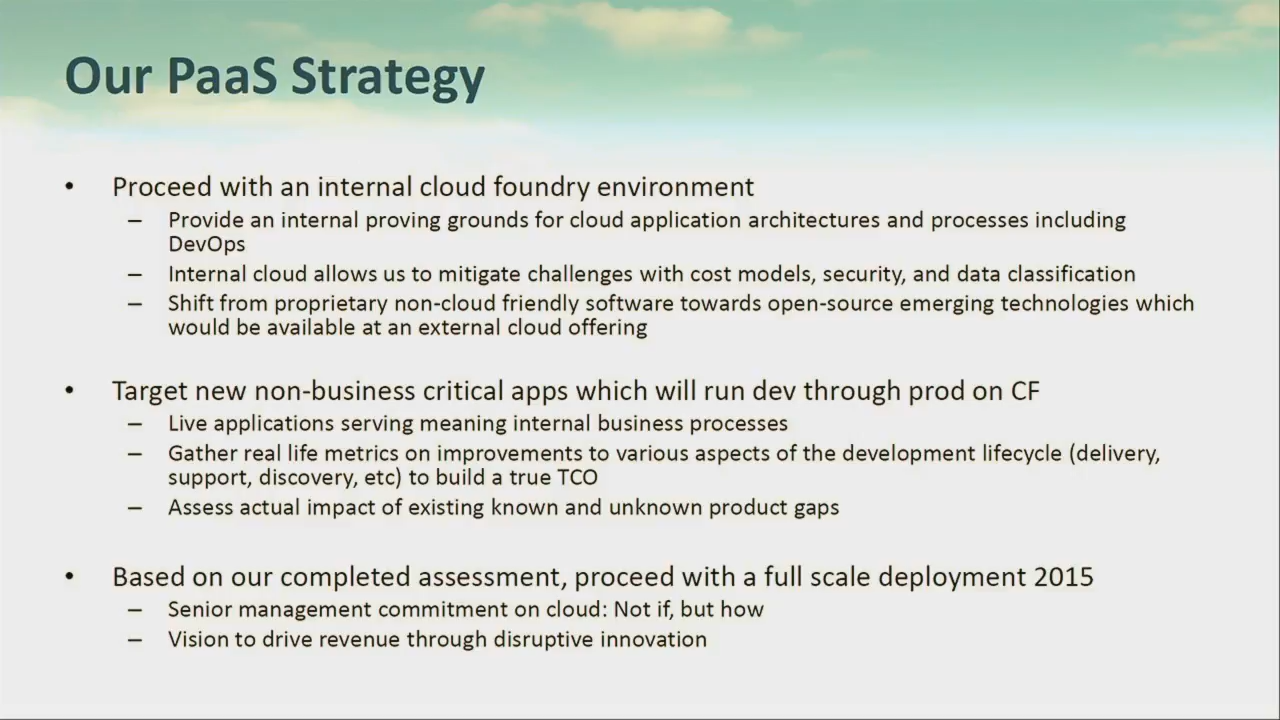 Our PaaS Strategy
• Proceed with an internal cloud foundry environment
– Provide an internal proving grounds for cloud application architectures and processes including
DevOps
– Internal cloud allows us to mitigate challenges with cost models, security, and data classification
– Shift from proprietary non-cloud friendly software towards open-source emerging technologies which
would be available at an external cloud offering
• Target new non-business critical apps which will run dev through prod on CF
– Live applications serving meaning internal business processes
– Gather real life metrics on improvements to various aspects of the development lifecycle (delivery,
support, discovery, etc) to build a true TCO
– Assess actual impact of existing known and unknown product gaps
• Based on our completed assessment, proceed with a full scale deployment 2015
– Senior management commitment on cloud: Not if, but how
– Vision to drive revenue through disruptive innovation